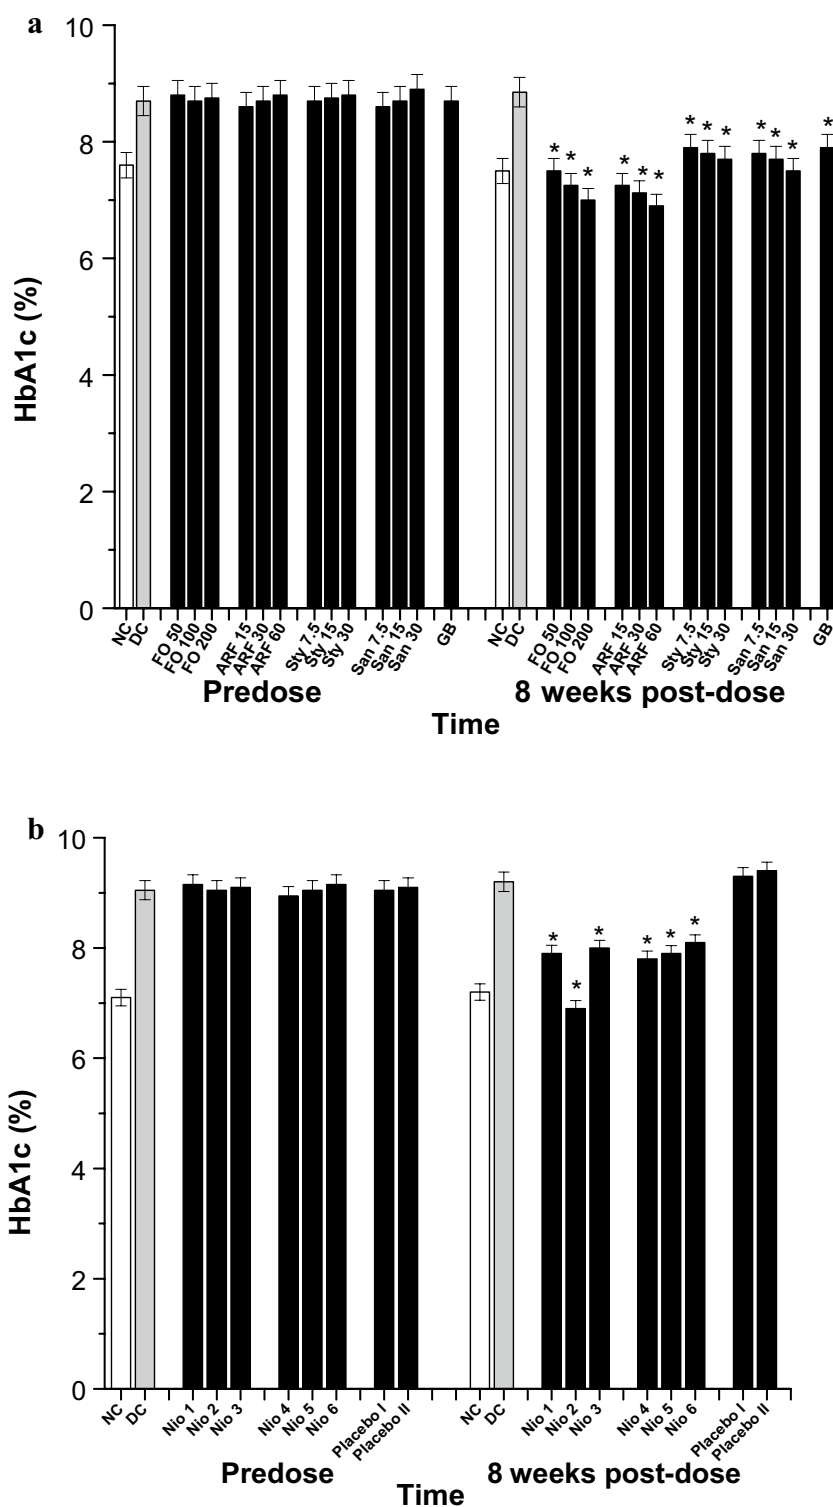 a
10
8
6
4
2
0
HbA1c (%)
* * * * * * * * * * * * *
NC DC FO 50 FO 100 FO 200 ARF 15 ARF 30 ARF 60 Sty 7.5 Sty 15 Sty 30 San 7.5 San 15 San 30 GB NC DC FO 50 FO 100 FO 200 ARF 15 ARF 30 ARF 60 Sty 7.5 Sty 15 Sty 30 San 7.5 San 15 San 30 GB
Predose 8 weeks post-dose
Time
b
10
8
6
4
2
0
HbA1c (%)
* * * * * *
NC DC Nio 1 Nio 2 Nio 3 Nio 4 Nio 5 Nio 6 Placebo I Placebo II NC DC Nio 1 Nio 2 Nio 3 Nio 4 Nio 5 Nio 6 Placebo I Placebo II
Predose 8 weeks post-dose
Time